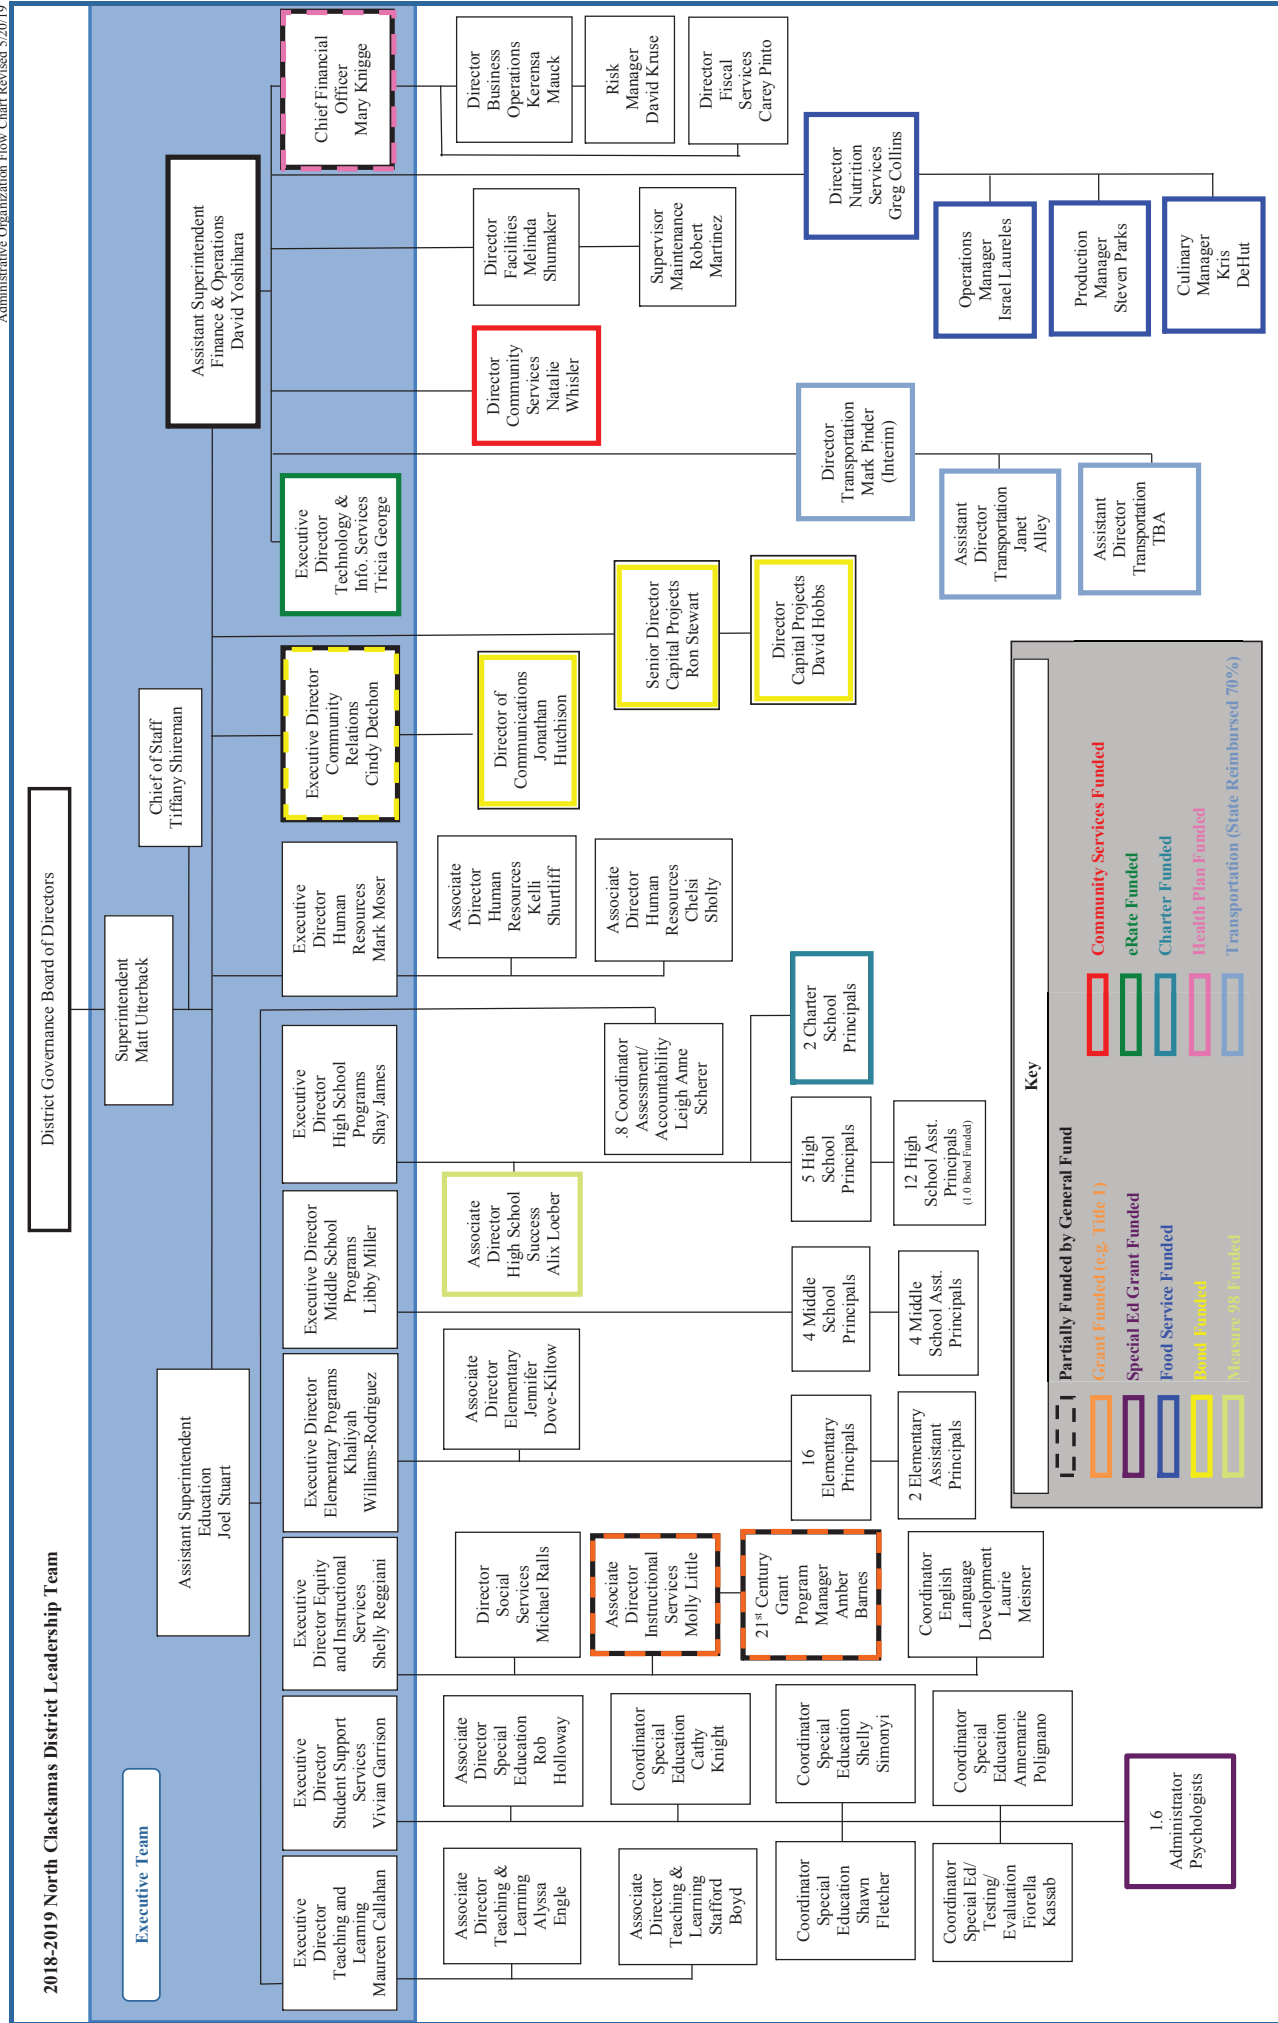 Administrative Organization Flow Chart Revised 5/20/19
2018-2019 North Clackamas District Leadership Team
District Governance Board of Directors
Executive Team
Superintendent
Matt Utterback
Chief of Staff
Tiffany Shireman
Assistant Superintendent
Education
Joel Stuart
Assistant Superintendent
Finance & Operations
David Yoshihara
Executive
Director
Teaching and
Learning
Maureen Callahan
Executive
Director
Student Support
Services
Vivian Garrison
Executive
Director Equity
and Instructional
Services
Shelly Reggiani
Executive Director
Elementary Programs
Khaliyah
Williams-Rodriguez
Executive Director
Middle School
Programs
Libby Miller
Executive
Director
High School
Programs
Shay James
Executive
Director
Human
Resources
Mark Moser
Executive Director
Community
Relations
Cindy Detchon
Executive
Director
Technology &
Info. Services
Tricia George
Chief Financial
Officer
Mary Knigge
Associate
Director
Teaching &
Learning
Alyssa
Engle
Associate
Director
Teaching &
Learning
Stafford
Boyd
Associate
Director
Special
Education
Rob
Holloway
Coordinator
Special
Education
Cathy
Knight
Coordinator
Special
Education
Shawn
Fletcher
Coordinator
Special
Education
Shelly
Simonyi
Coordinator
Special Ed/
Testing/
Evaluation
Fiorella
Kassab
Coordinator
Special
Education
Annemarie
Polignano
1.6
Administrator
Psychologists
Director
Social
Services
Michael Ralls
Associate
Director
Instructional
Services
Molly Little
21st Century
Grant
Program
Manager
Amber
Barnes
Coordinator
English
Language
Development
Laurie
Meisner
Associate
Director
Elementary
Jennifer
Dove-Kiltow
16
Elementary
Principals
2 Elementary
Assistant
Principals
4 Middle
School
Principals
4 Middle
School Asst.
Principals
Associate
Director
High School
Success
Alix Loeber
.8 Coordinator
Assessment/
Accountability
Leigh Anne
Scherer
5 High
School
Principals
12 High
School Asst.
Principals
(1.0 Bond Funded)
2 Charter
School
Principals
Associate
Director
Human
Resources
Kelli
Shurtliff
Associate
Director
Human
Resources
Chelsi
Sholty
Director of
Communications
Jonathan
Hutchison
Senior Director
Capital Projects
Ron Stewart
Director
Capital Projects
David Hobbs
Director
Transportation
Mark Pinder
(Interim)
Assistant
Director
Transportation
Janet
Alley
Assistant
Director
Transportation
TBA
Director
Community
Services
Natalie
Whisler
Director
Facilities
Melinda
Shumaker
Supervisor
Maintenance
Robert
Martinez
Director
Nutrition
Services
Greg Collins
Operations
Manager
Israel Laureles
Production
Manager
Steven Parks
Culinary
Manager
Kris
DeHut
Director
Business
Operations
Kerensa
Mauck
Risk
Manager
David Kruse
Director
Fiscal
Services
Carey Pinto
Key
Partially Funded by General Fund
Grant Funded (e.g. Title 1)
Special Ed Grant Funded
Food Service Funded
Bond Funded
Measure 98 Funded
Community Services Funded
eRate Funded
Charter Funded
Health Plan Funded
Transportation (State Reimbursed 70%)